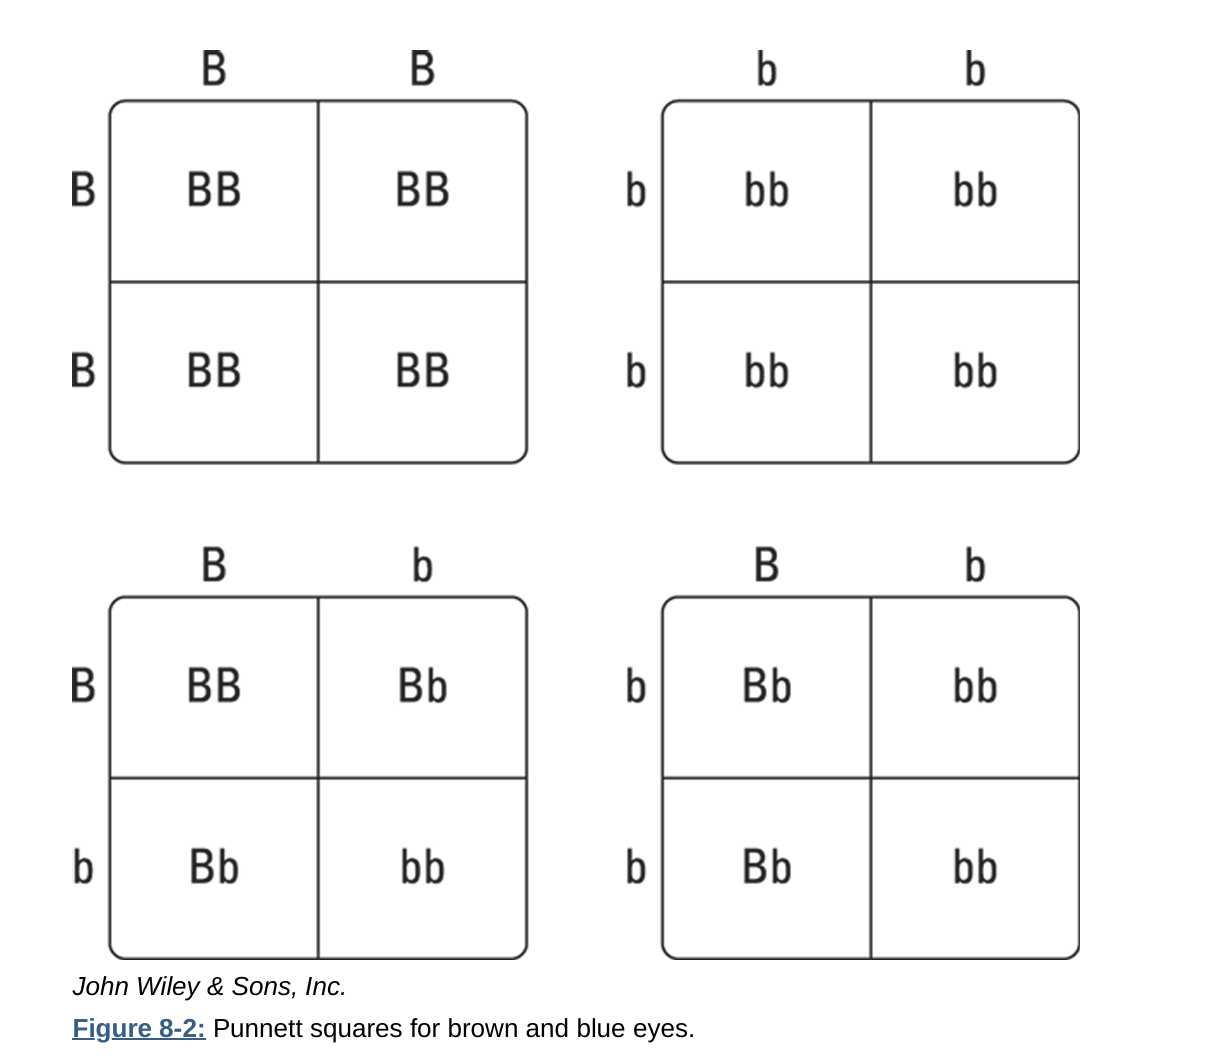 B B
B BB BB
B BB BB
b b
b bb bb
b bb bb
B b
B BB Bb
b Bb bb
B b
b Bb bb
b Bb bb
John Wiley & Sons, Inc.
Figure 8-2: Punnett squares for brown and blue eyes.